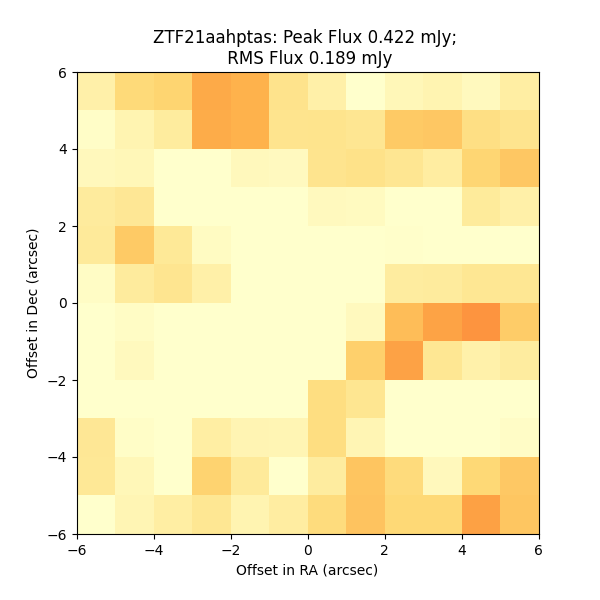 ZTF21aahptas: Peak Flux 0.422 mJy;
RMS Flux 0.189 mJy
6
4
2
0
−2
−4
−6
Offset in Dec (arcsec)
−6 −4 −2 0 2 4 6
Offset in RA (arcsec)